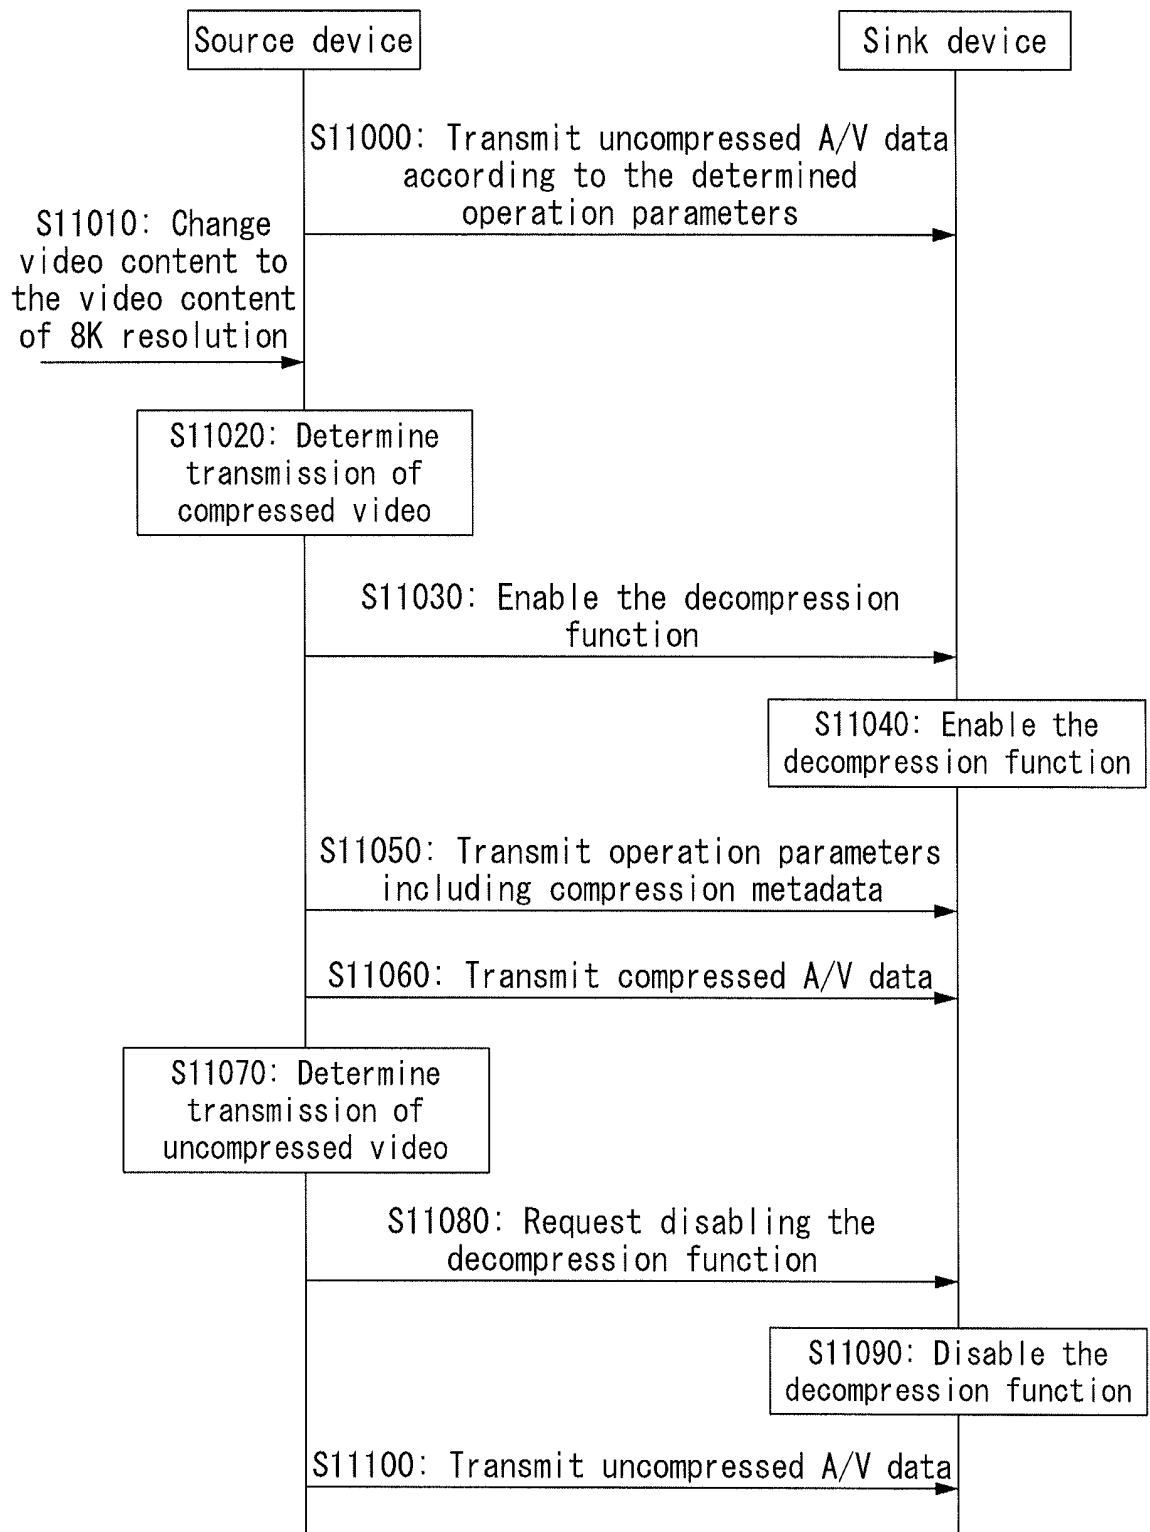 Source device
Sink device
S11000: Transmit uncompressed A/V data
according to the determined
operation parameters
S11010: Change
video content to
the video content
of 8K resolution
S11020: Determine
transmission of
compressed video
S11030: Enable the decompression
function
S11040: Enable the
decompression function
S11050: Transmit operation parameters
including compression metadata
S11060: Transmit compressed A/V data
S11070: Determine
transmission of
uncompressed video
S11080: Request disabling the
decompression function
S11090: Disable the
decompression function
S11100: Transmit uncompressed A/V data